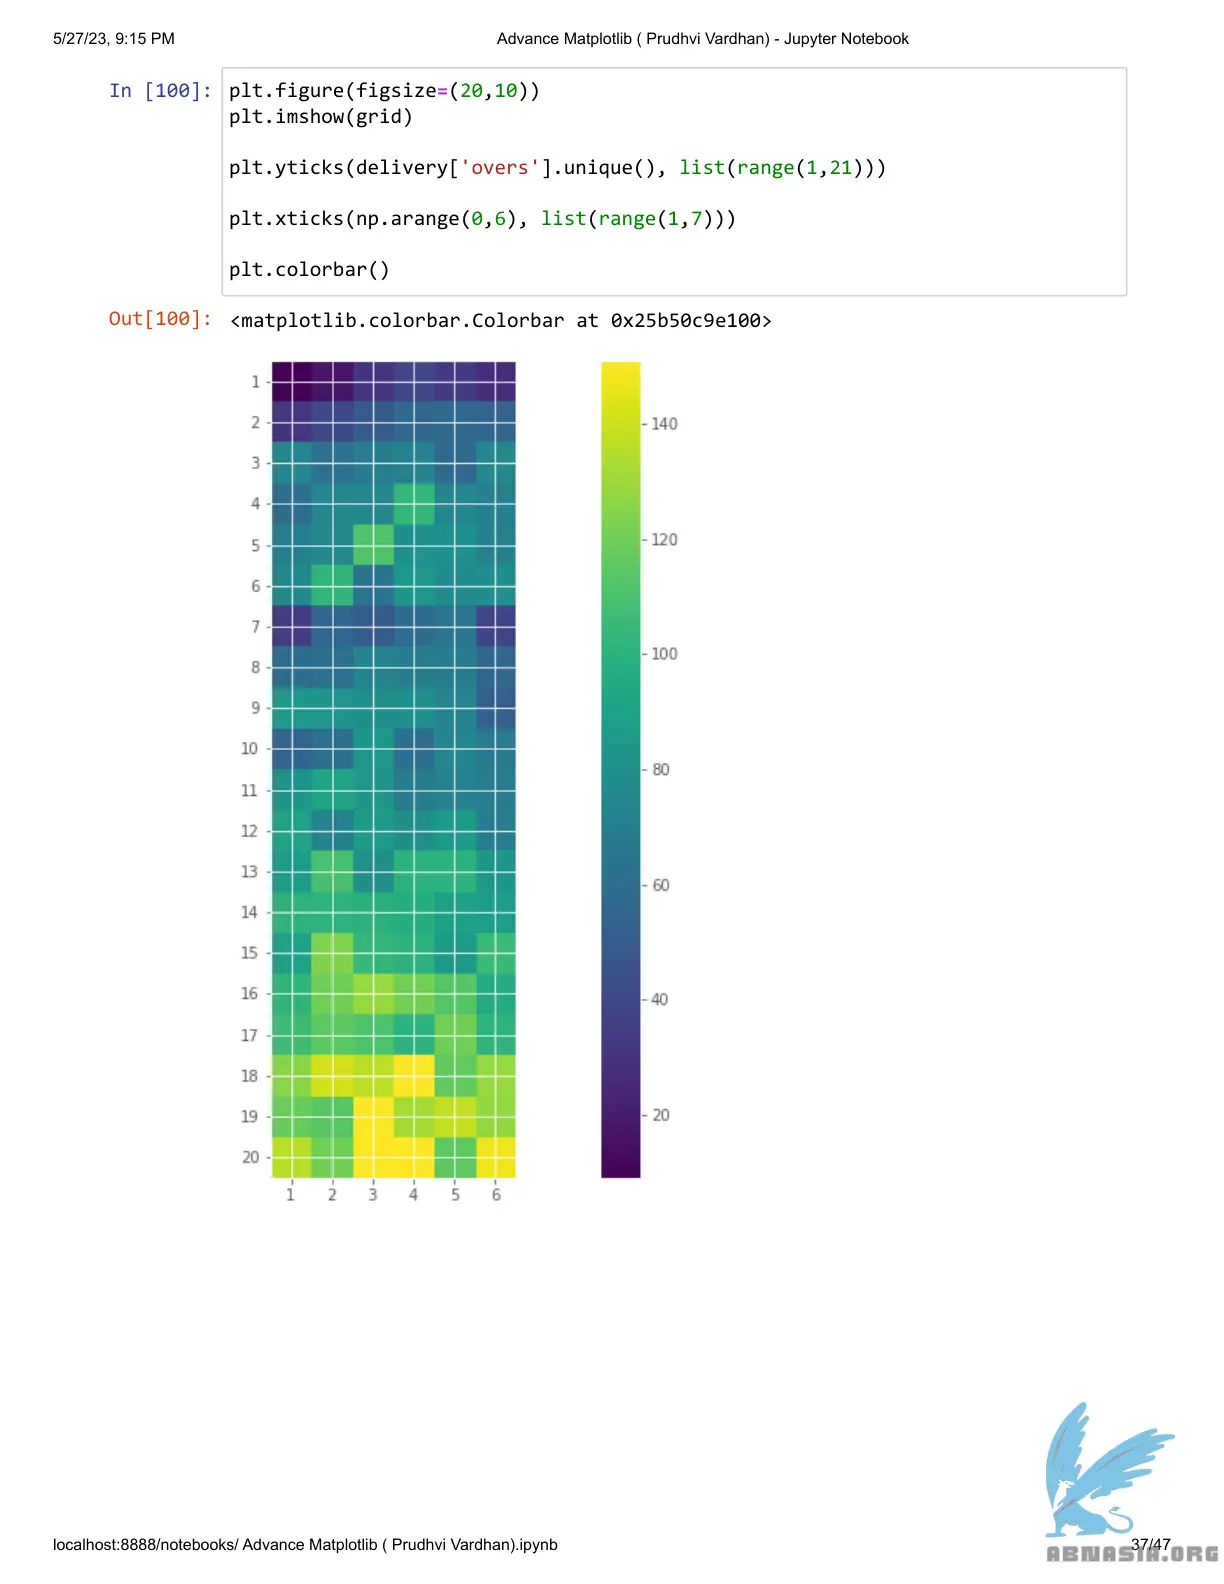 5/27/23, 9:15 PM
Advance Matplotlib ( Prudhvi Vardhan) - Jupyter Notebook
In [100]:
plt.figure(figsize=(20,10))
plt.imshow(grid)
plt.yticks(delivery['overs'].unique(), list(range(1,21)))
plt.xticks(np.arange(0,6), list(range(1,7)))
plt.colorbar()
Out[100]: <matplotlib.colorbar.Colorbar at 0x25b50c9e100>
1
2
3
4
5
6
7
8
9
10
11
12
13
14
15
16
17
18
19
20
1 2 3 4 5 6
140
120
100
80
60
40
20
localhost:8888/notebooks/ Advance Matplotlib ( Prudhvi Vardhan).ipynb
37/47
ABNASIA.ORG